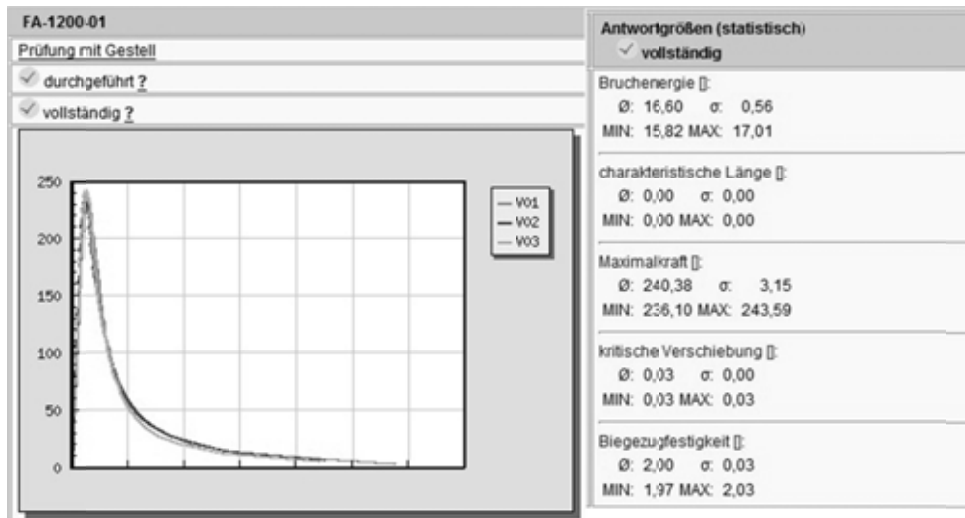 FA-1200-01
Prüfung mit Gestell
durchgeführt ?
vollständig ?
250
200
150
100
50
0
V01
V02
V03
Antwortgrößen (statistisch)
vollständig
Bruchenergie []:
Ø: 16,60 σ: 0,56
MIN: 15,82 MAX: 17,01
charakteristische Länge []:
Ø: 0,00 σ: 0,00
MIN: 0,00 MAX: 0,00
Maximalkraft []:
Ø: 240,38 σ: 3,15
MIN: 236,10 MAX: 243,59
kritische Verschiebung []:
Ø: 0,03 σ: 0,00
MIN: 0,03 MAX: 0,03
Biegezugfestigkeit []:
Ø: 2,00 σ: 0,03
MIN: 1,97 MAX: 2,03